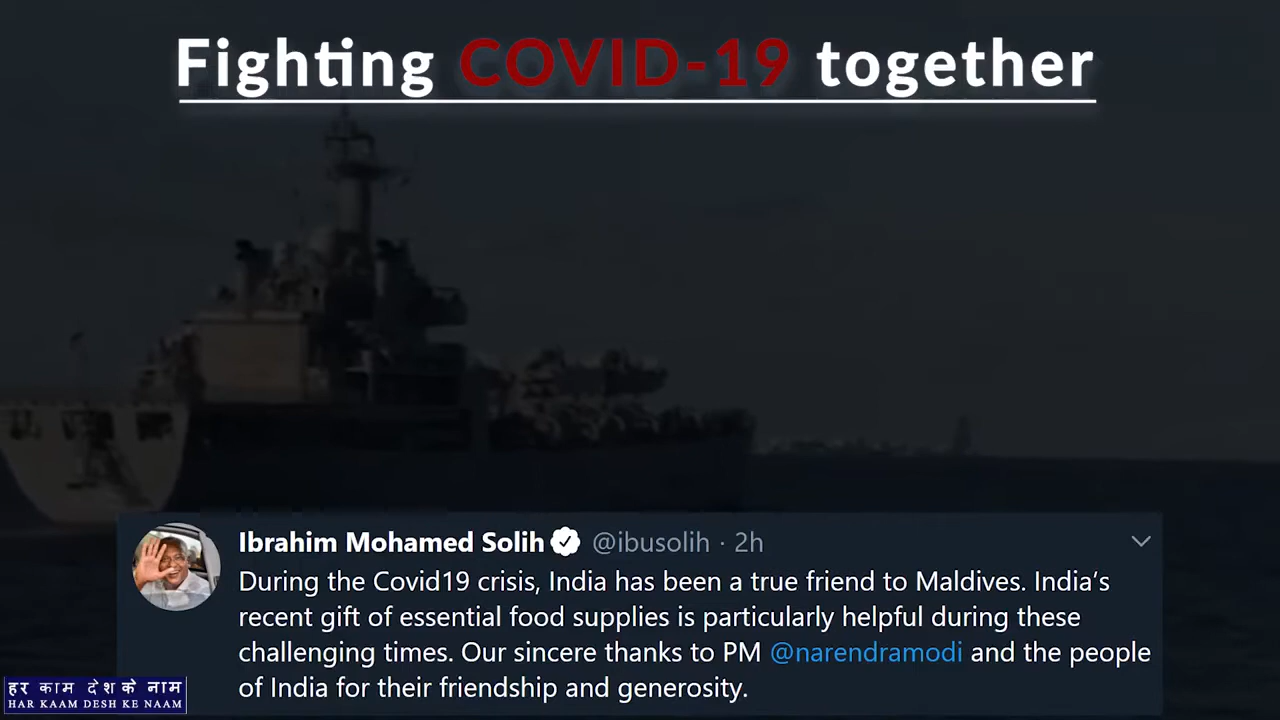 Fighting COVID-19 together
Ibrahim Mohamed Solih @ibusolih · 2h
During the Covid19 crisis, India has been a true friend to Maldives. India’s
recent gift of essential food supplies is particularly helpful during these
challenging times. Our sincere thanks to PM @narendramodi and the people
of India for their friendship and generosity.
हर काम देश के नाम
HAR KAAM DESH KE NAAM